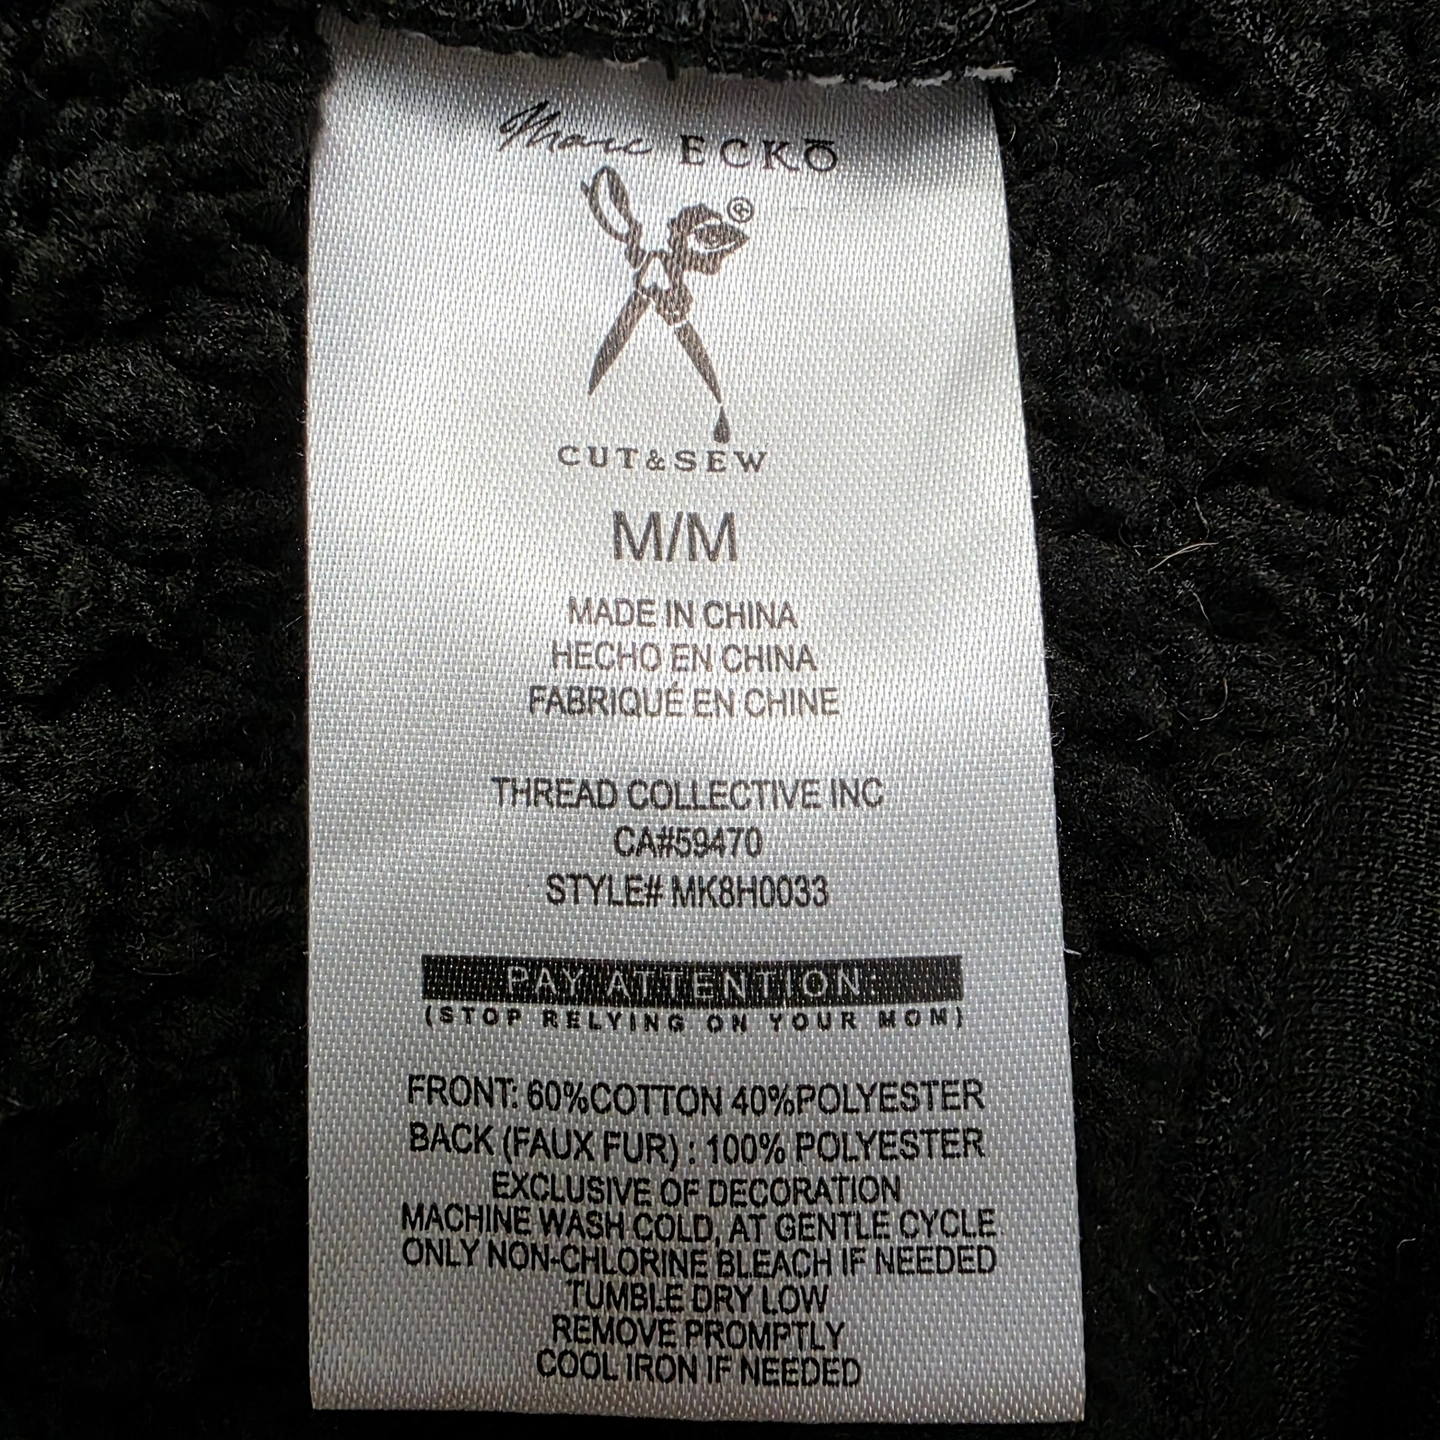 Marc ECKŌ
®
CUT&SEW
M/M
MADE IN CHINA
HECHO EN CHINA
FABRIQUÉ EN CHINE
THREAD COLLECTIVE INC
CA#59470
STYLE# MK8H0033
PAY ATTENTION:
(STOP RELYING ON YOUR MOM)
FRONT: 60%COTTON 40%POLYESTER
BACK (FAUX FUR) : 100% POLYESTER
EXCLUSIVE OF DECORATION
MACHINE WASH COLD, AT GENTLE CYCLE
ONLY NON-CHLORINE BLEACH IF NEEDED
TUMBLE DRY LOW
REMOVE PROMPTLY
COOL IRON IF NEEDED